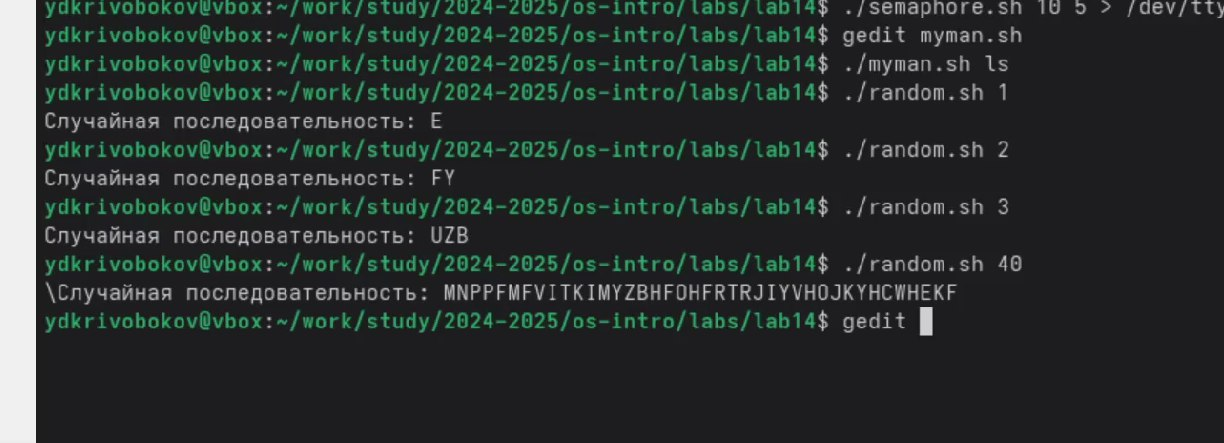 ydkrivobokov@vbox:~/work/study/2024-2025/os-intro/labs/lab14$ ./semaphore.sh 10 5 > /dev/tty
ydkrivobokov@vbox:~/work/study/2024-2025/os-intro/labs/lab14$ gedit myman.sh
ydkrivobokov@vbox:~/work/study/2024-2025/os-intro/labs/lab14$ ./myman.sh ls
ydkrivobokov@vbox:~/work/study/2024-2025/os-intro/labs/lab14$ ./random.sh 1
Случайная последовательность: E
ydkrivobokov@vbox:~/work/study/2024-2025/os-intro/labs/lab14$ ./random.sh 2
Случайная последовательность: FY
ydkrivobokov@vbox:~/work/study/2024-2025/os-intro/labs/lab14$ ./random.sh 3
Случайная последовательность: UZB
ydkrivobokov@vbox:~/work/study/2024-2025/os-intro/labs/lab14$ ./random.sh 40
\Случайная последовательность: MNPPFMFVITKIMYZBHFOHFRTRJIYVHOJKYHCWHEKF
ydkrivobokov@vbox:~/work/study/2024-2025/os-intro/labs/lab14$ gedit